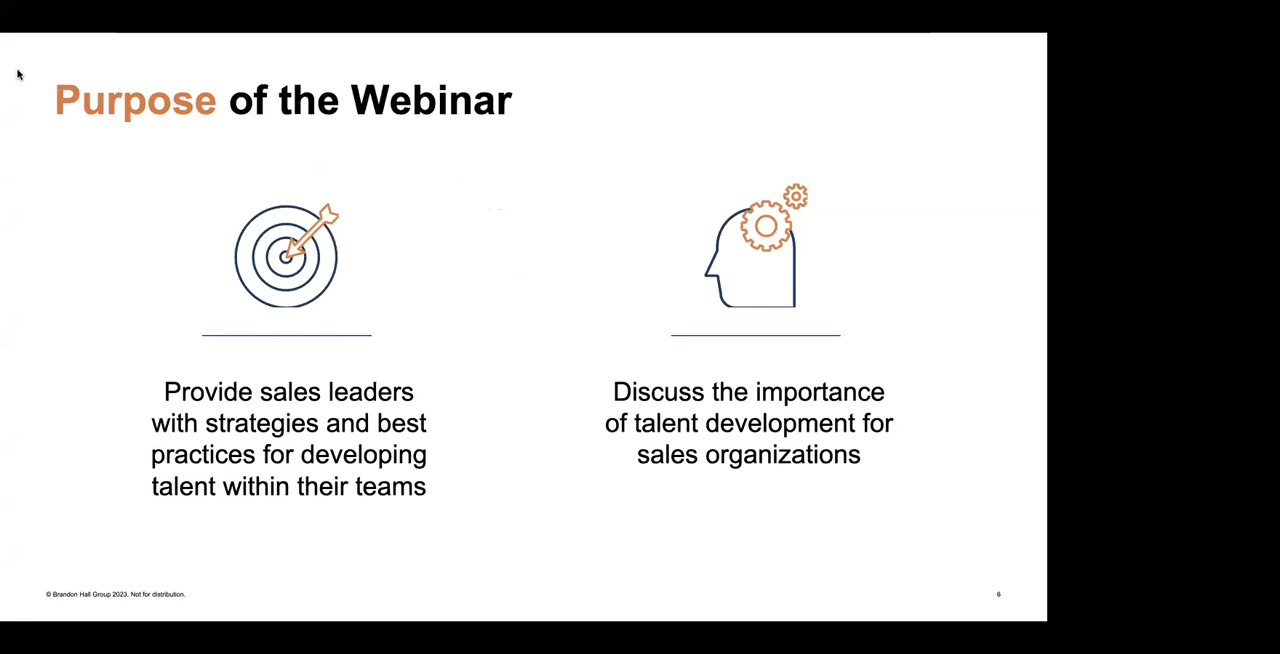 Purpose of the Webinar
Provide sales leaders
with strategies and best
practices for developing
talent within their teams
Discuss the importance
of talent development for
sales organizations
© Brandon Hall Group 2023. Not for distribution.
6